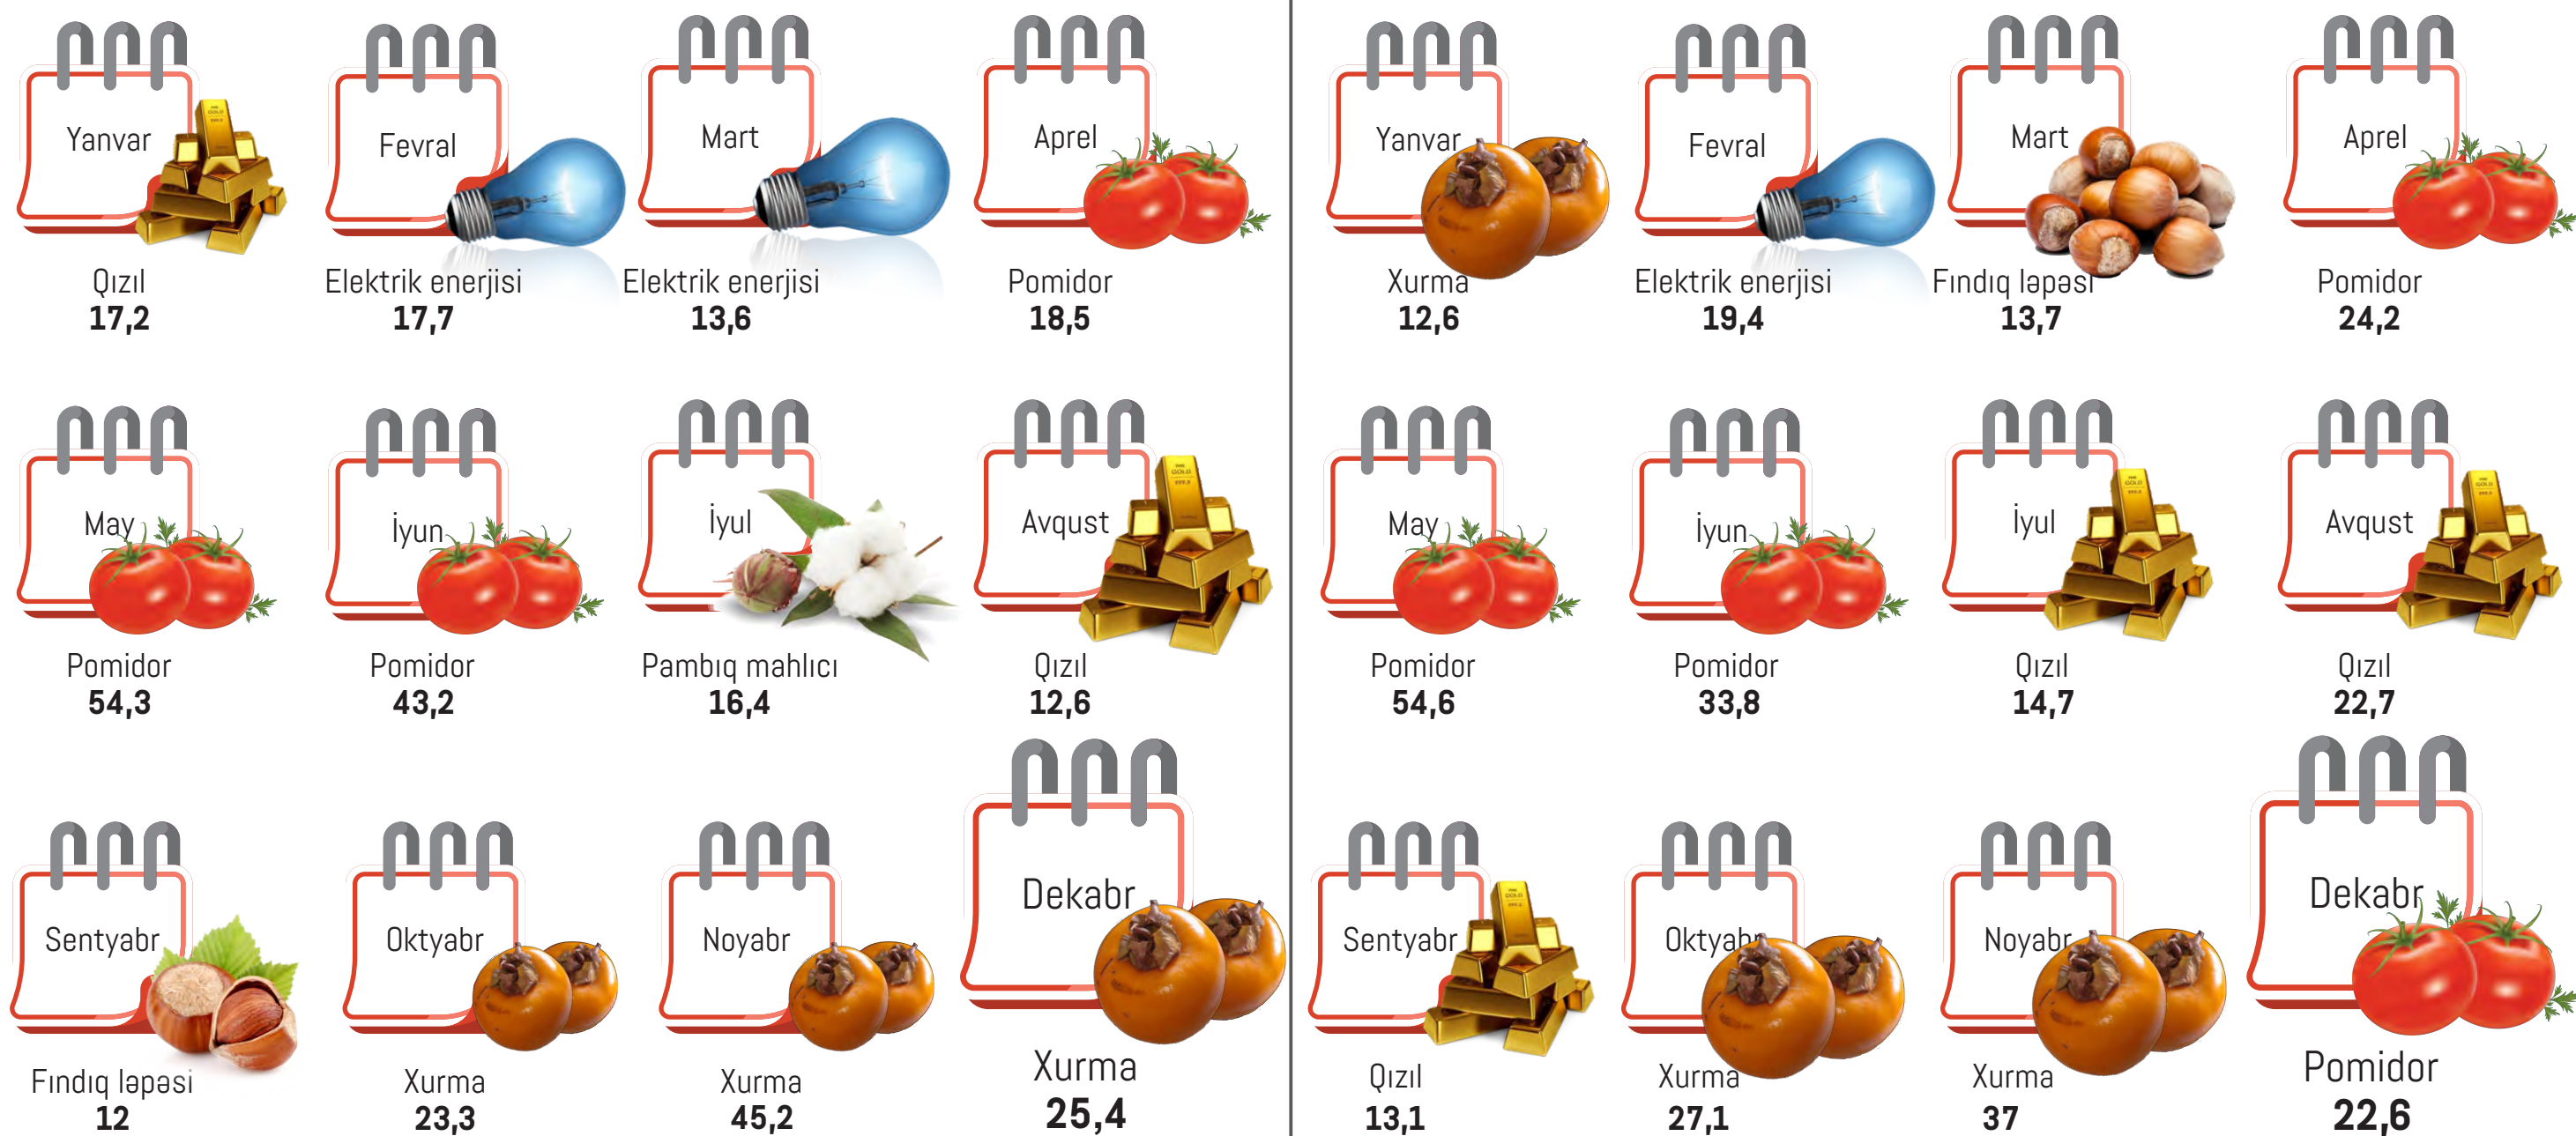 Yanvar
Qızıl
17,2
Fevral
Elektrik enerjisi
17,7
Mart
Elektrik enerjisi
13,6
Aprel
Pomidor
18,5
May
Pomidor
54,3
İyun
Pomidor
43,2
İyul
Pambıq mahlıcı
16,4
Avqust
Qızıl
12,6
Sentyabr
Fındıq ləpəsi
12
Oktyabr
Xurma
23,3
Noyabr
Xurma
45,2
Dekabr
Xurma
25,4
Yanvar
Xurma
12,6
Fevral
Elektrik enerjisi
19,4
Mart
Fındıq ləpəsi
13,7
Aprel
Pomidor
24,2
May
Pomidor
54,6
İyun
Pomidor
33,8
İyul
Qızıl
14,7
Avqust
Qızıl
22,7
Sentyabr
Qızıl
13,1
Oktyabr
Xurma
27,1
Noyabr
Xurma
37
Dekabr
Pomidor
22,6